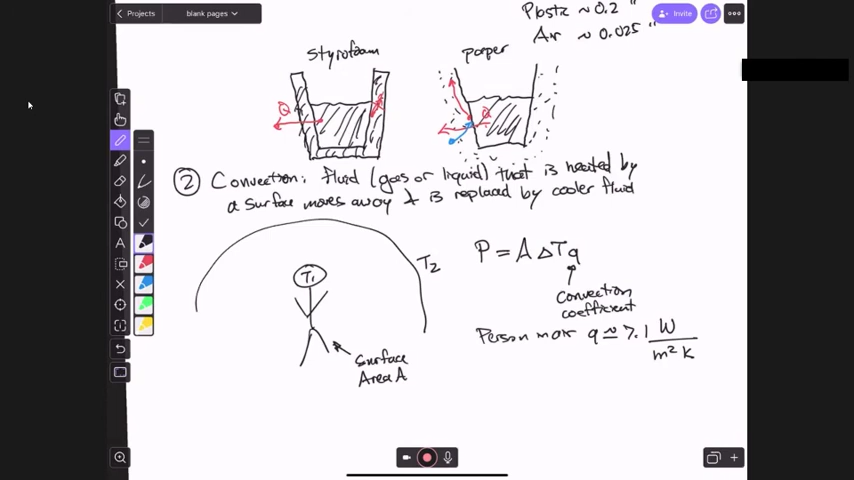 Projects
blank pages
Invite
Plastic ~ 0.2 "
Air ~ 0.025 "
Styrofoam
paper
Q
Q
② Convection: fluid (gas or liquid) that is heated by
a surface moves away & is replaced by cooler fluid
T₂
T₁
P = A ΔT q
Convection
coefficient
Person q ≃ 7.1 W
m² K
Surface
Area A